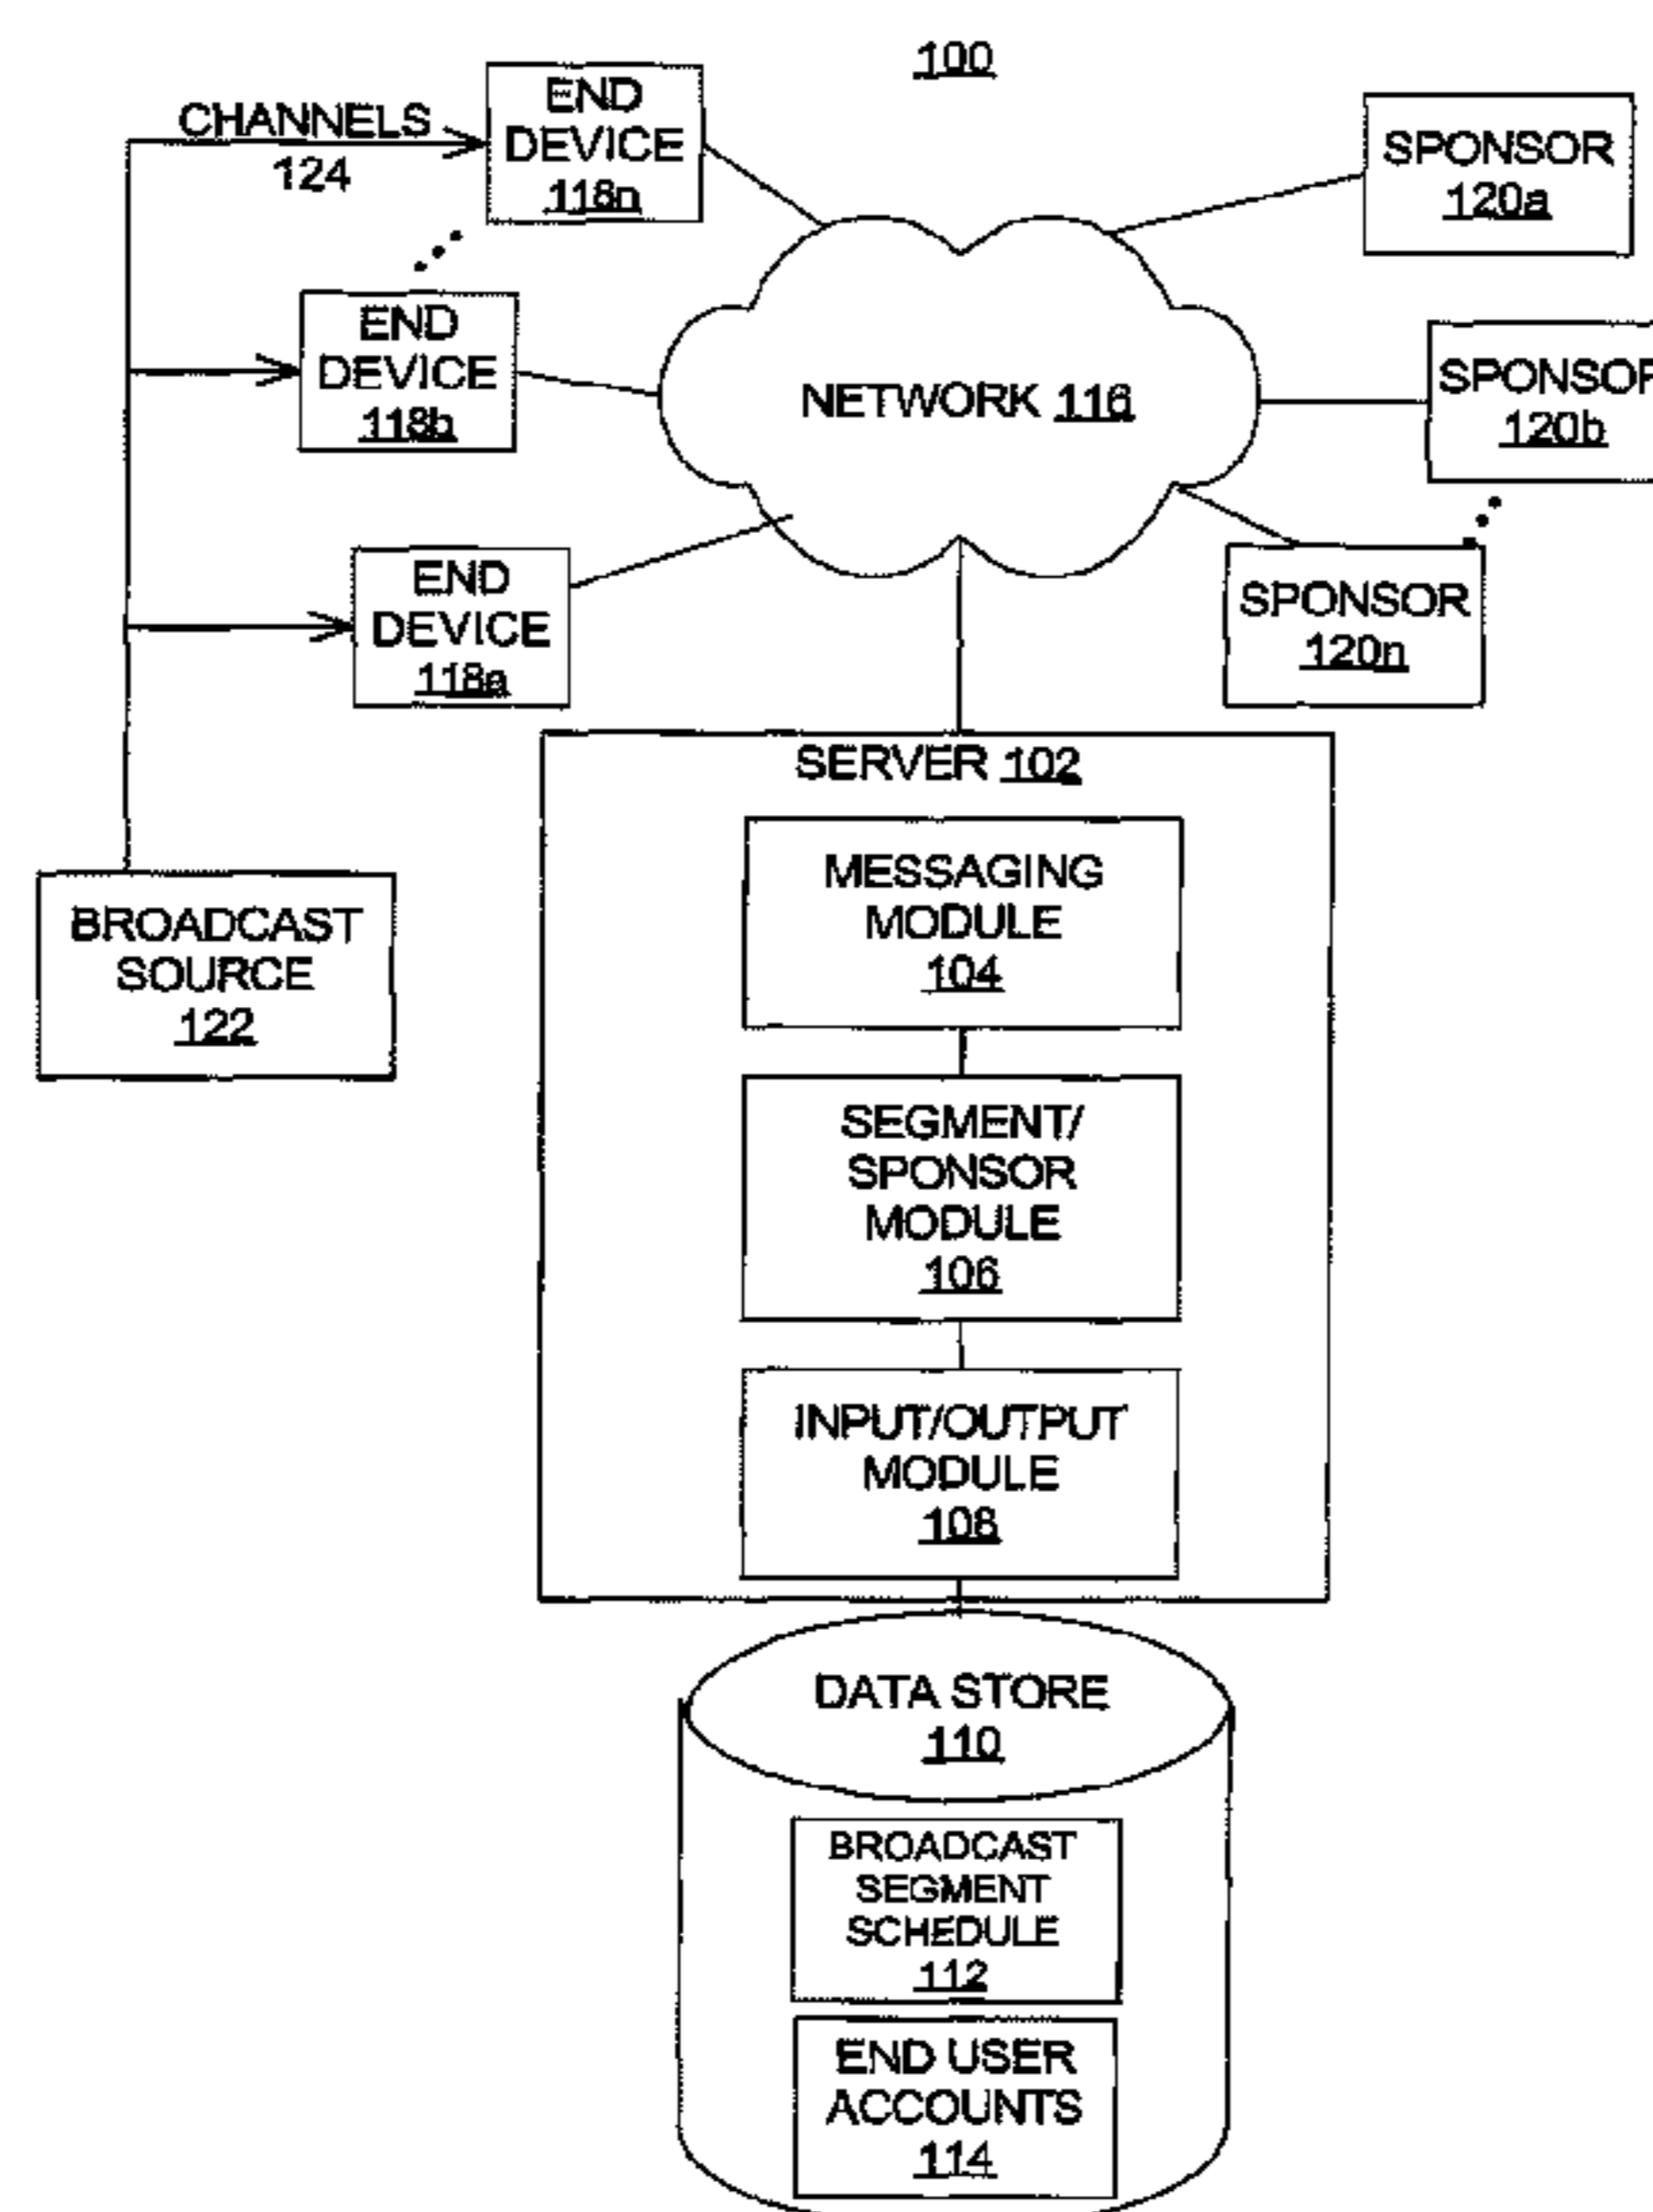 100
CHANNELS
124
END
DEVICE
118n
SPONSOR
120a
END
DEVICE
118b
NETWORK 116
SPONSOR
120b
END
DEVICE
118a
SPONSOR
120n
SERVER 102
MESSAGING
MODULE
104
BROADCAST
SOURCE
122
SEGMENT/
SPONSOR
MODULE
106
INPUT/OUTPUT
MODULE
108
DATA STORE
110
BROADCAST
SEGMENT
SCHEDULE
112
END USER
ACCOUNTS
114